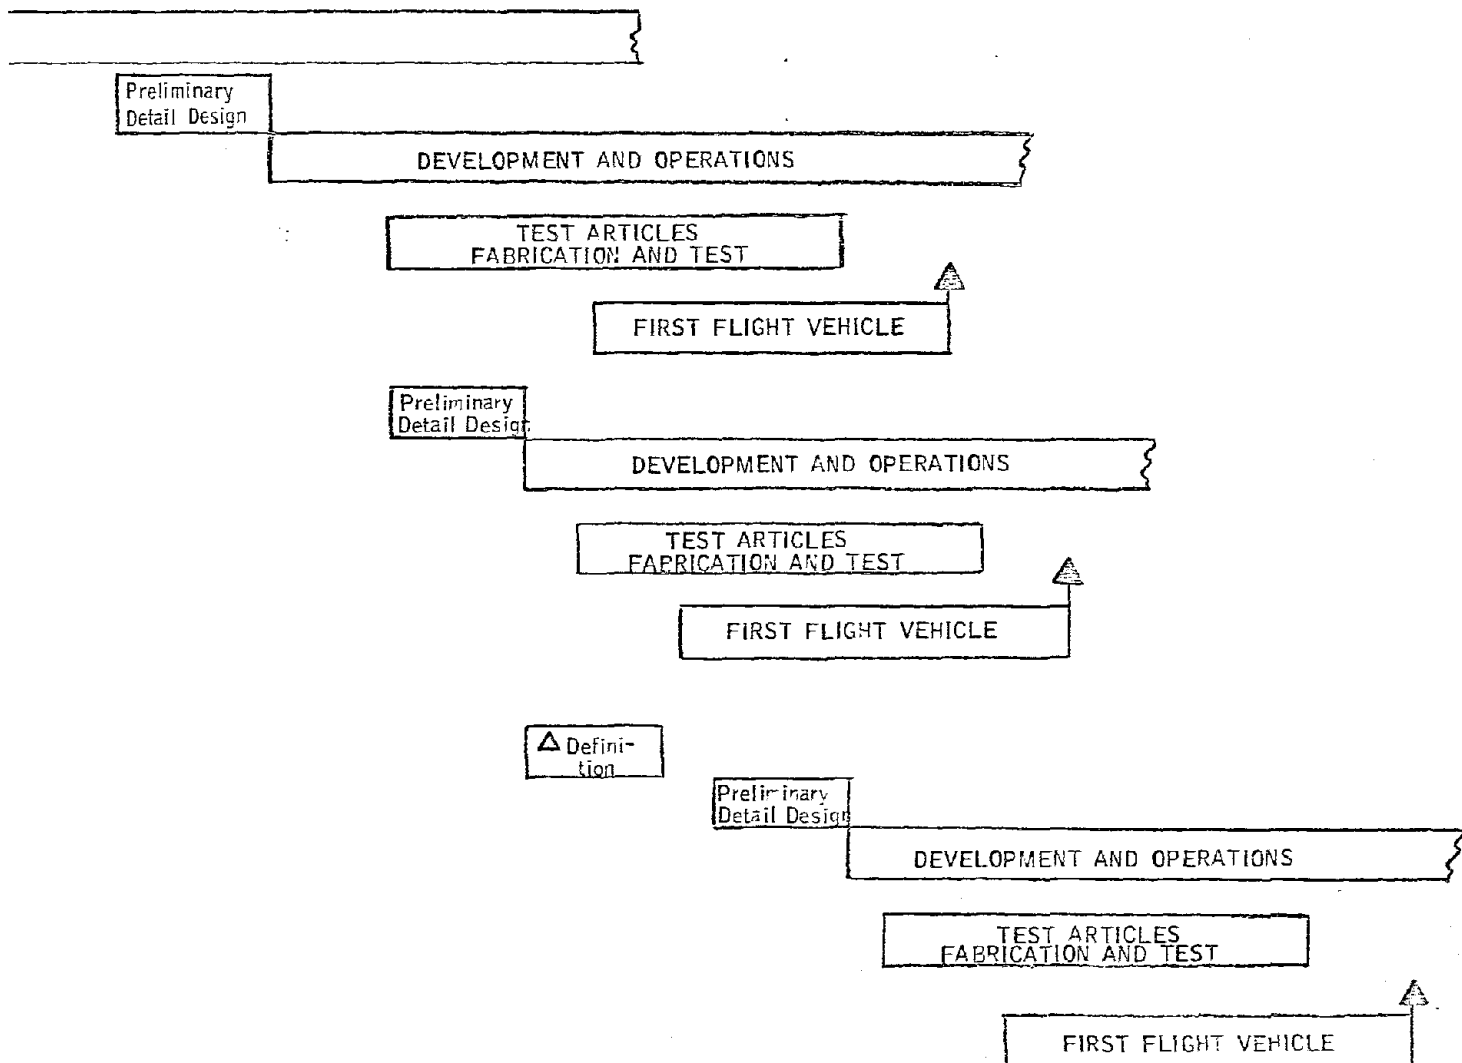 Preliminary
Detail Design
DEVELOPMENT AND OPERATIONS
TEST ARTICLES
FABRICATION AND TEST
FIRST FLIGHT VEHICLE
Preliminary
Detail Design
DEVELOPMENT AND OPERATIONS
TEST ARTICLES
FABRICATION AND TEST
FIRST FLIGHT VEHICLE
Δ Defini-
tion
Preliminary
Detail Design
DEVELOPMENT AND OPERATIONS
TEST ARTICLES
FABRICATION AND TEST
FIRST FLIGHT VEHICLE